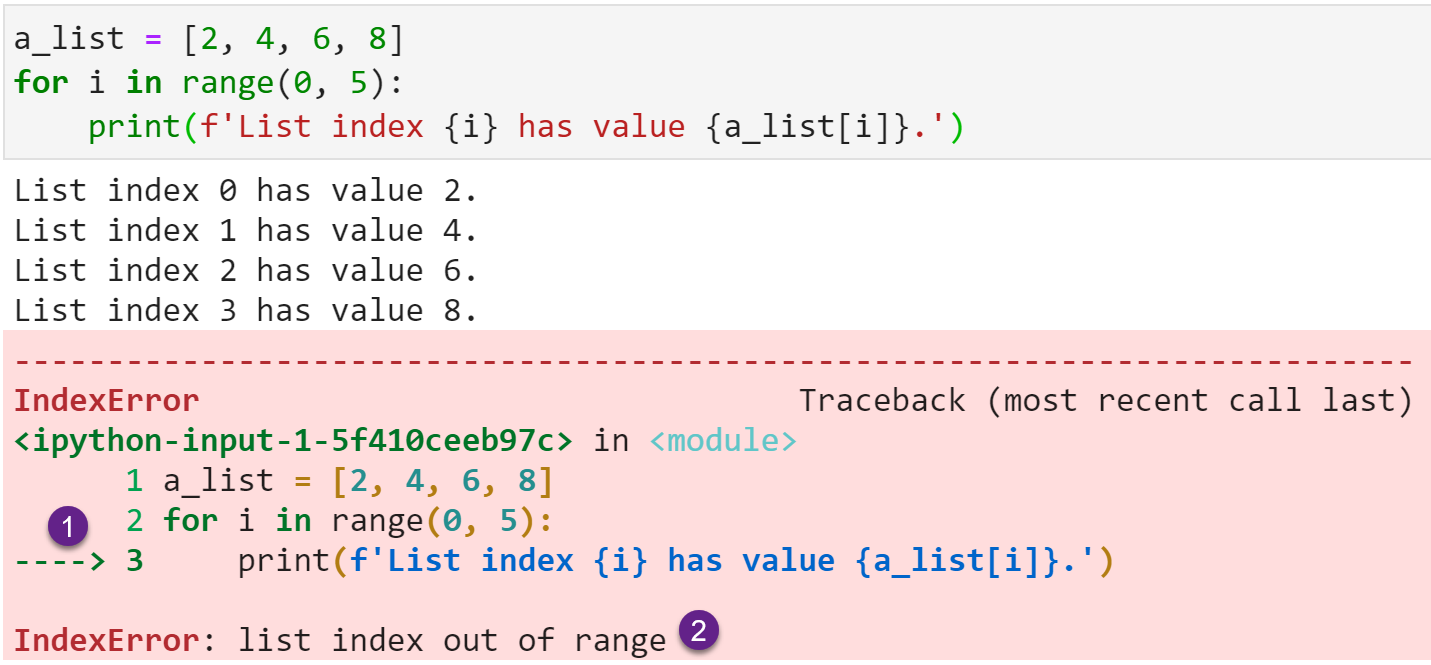 a_list = [2, 4, 6, 8]
for i in range(0, 5):
    print(f'List index {i} has value {a_list[i]}.')
List index 0 has value 2.
List index 1 has value 4.
List index 2 has value 6.
List index 3 has value 8.
---------------------------------------------------------------------------
IndexError                                Traceback (most recent call last)
<ipython-input-1-5f410ceeb97c> in <module>
      1 a_list = [2, 4, 6, 8]
1     2 for i in range(0, 5):
----> 3     print(f'List index {i} has value {a_list[i]}.')
IndexError: list index out of range 2